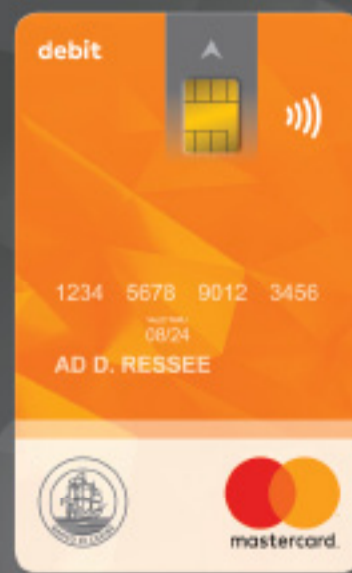 debit
1234 5678 9012 3456
08/24
AD D. RESSEE
mastercard.